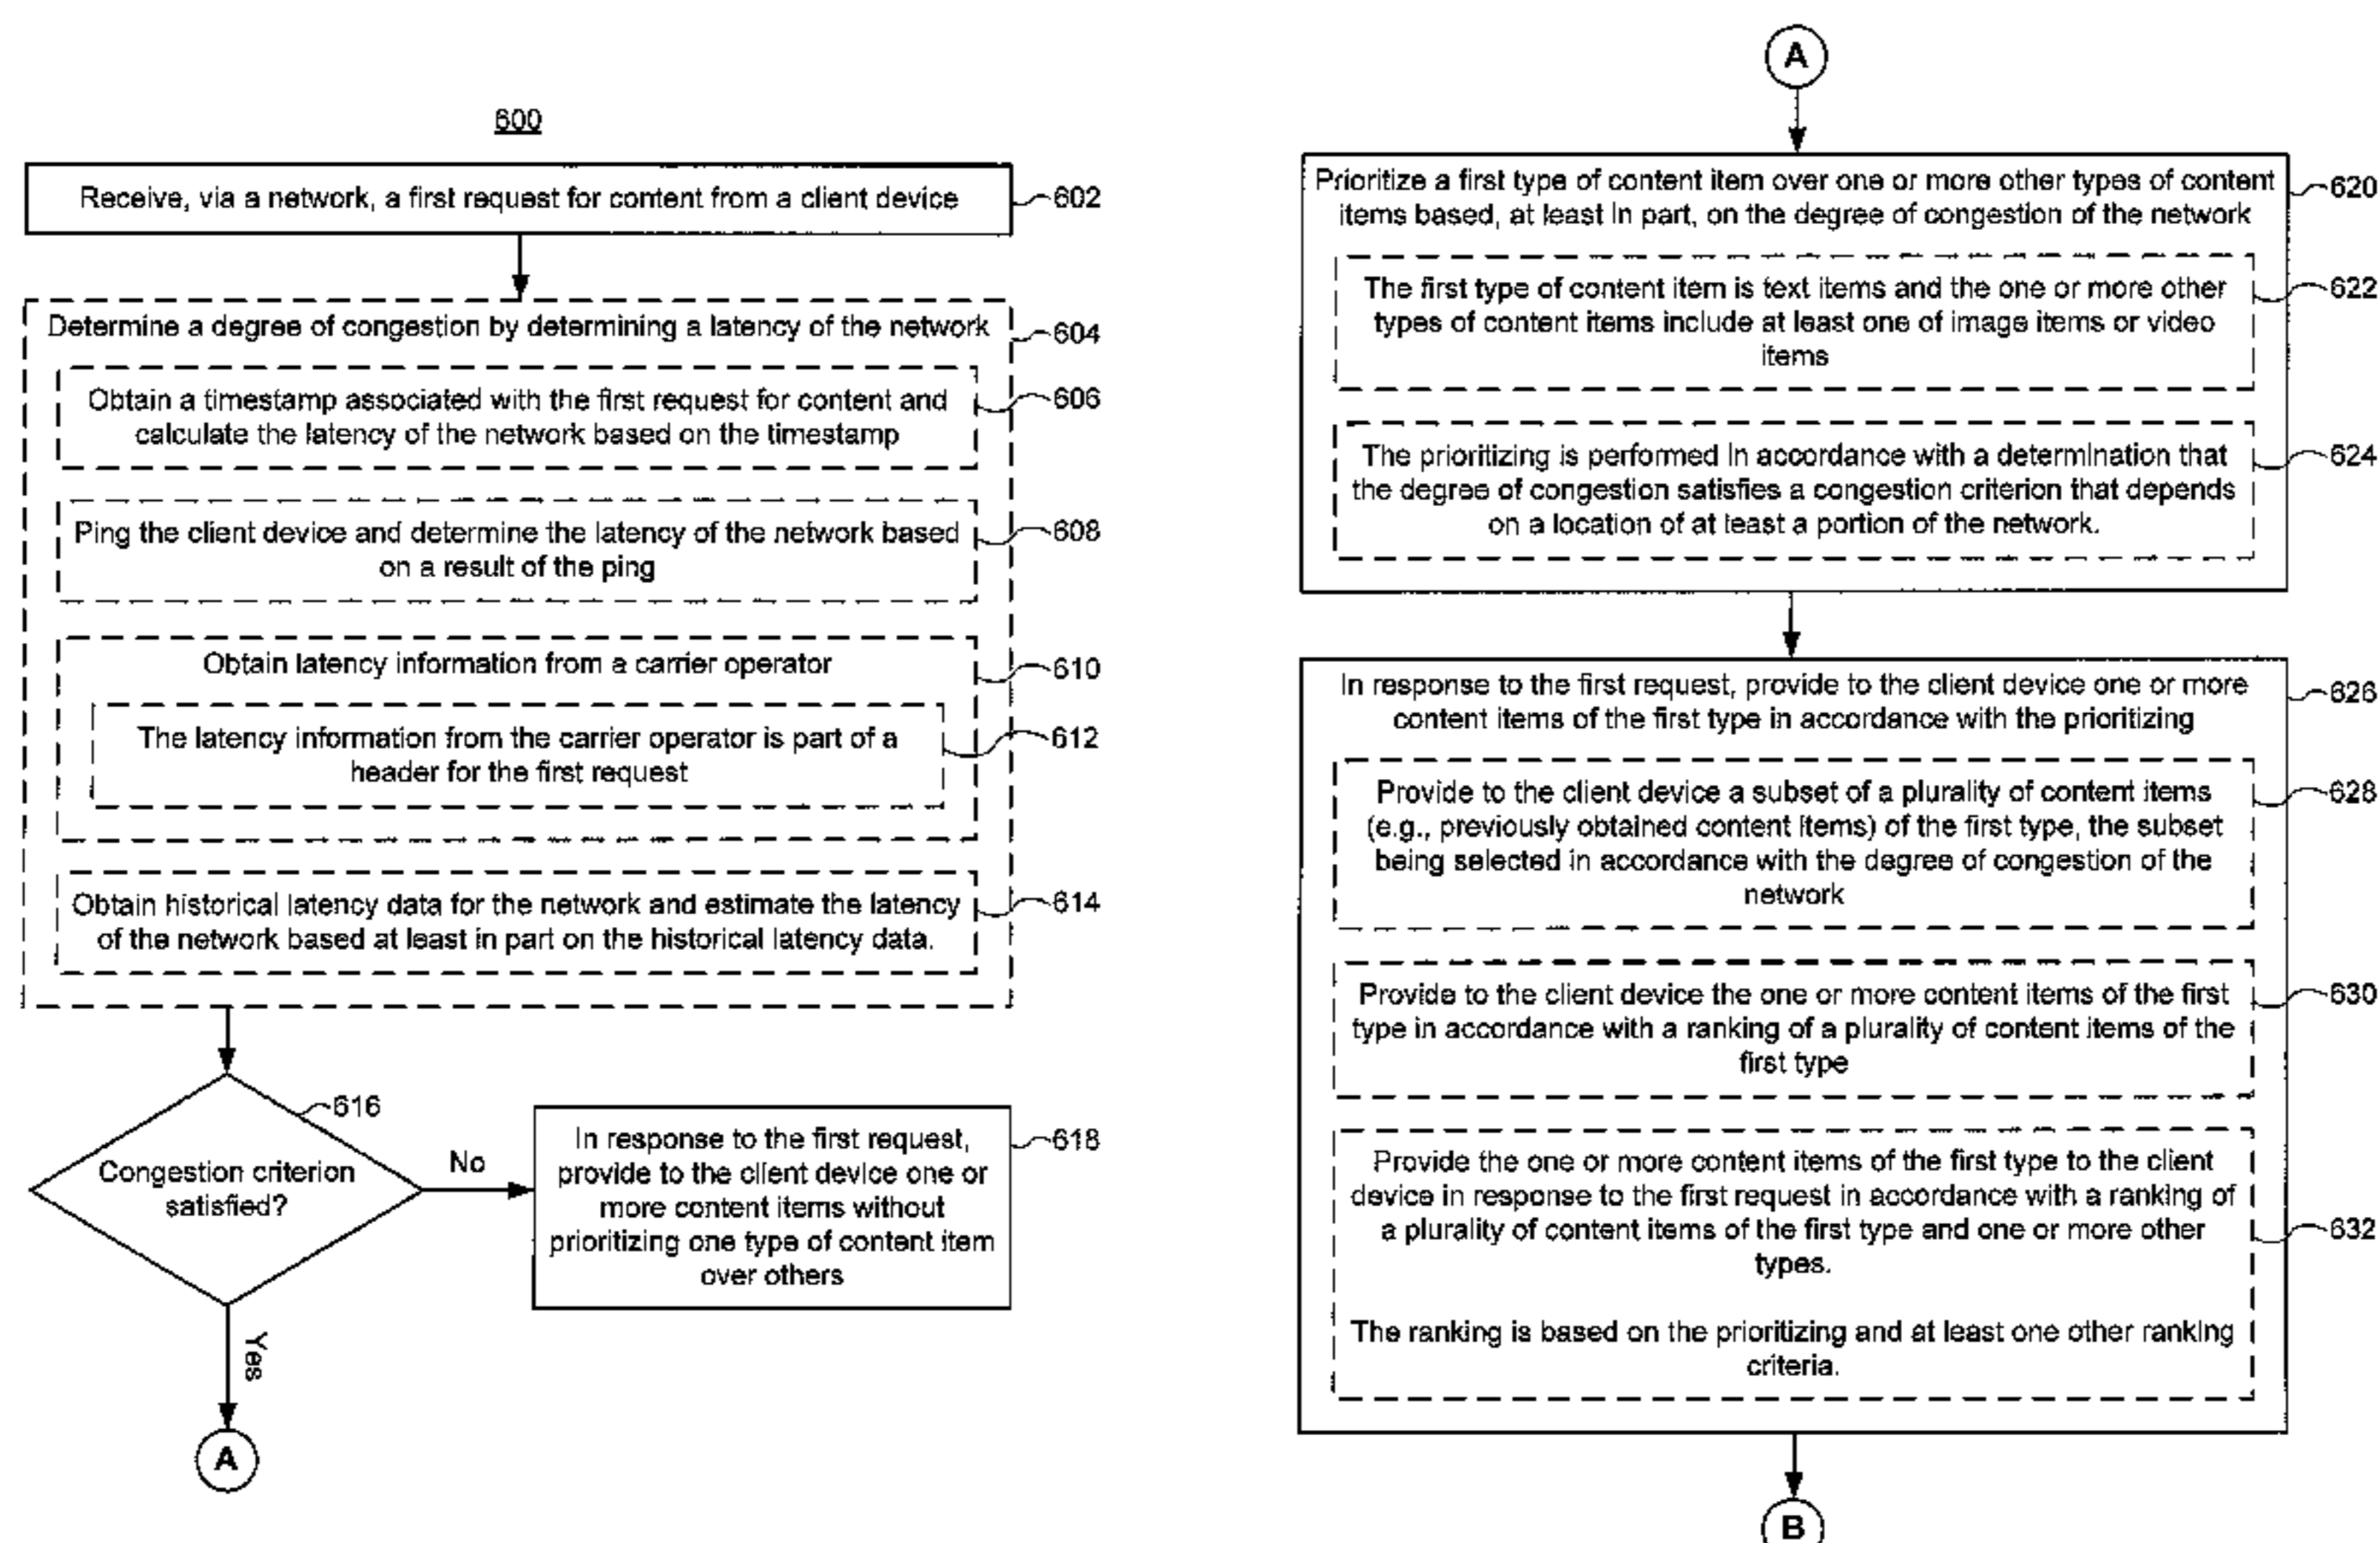 600
Receive, via a network, a first request for content from a client device
602
Determine a degree of congestion by determining a latency of the network
604
Obtain a timestamp associated with the first request for content and
calculate the latency of the network based on the timestamp
606
Ping the client device and determine the latency of the network based
on a result of the ping
608
Obtain latency information from a carrier operator
610
The latency information from the carrier operator is part of a
header for the first request
612
Obtain historical latency data for the network and estimate the latency
of the network based at least in part on the historical latency data.
614
Congestion criterion
satisfied?
616
No
In response to the first request,
provide to the client device one or
more content items without
prioritizing one type of content item
over others
618
Yes
A
A
Prioritize a first type of content item over one or more other types of content
items based, at least in part, on the degree of congestion of the network
620
The first type of content item is text items and the one or more other
types of content items include at least one of image items or video
items
622
The prioritizing is performed in accordance with a determination that
the degree of congestion satisfies a congestion criterion that depends
on a location of at least a portion of the network.
624
In response to the first request, provide to the client device one or more
content items of the first type in accordance with the prioritizing
626
Provide to the client device a subset of a plurality of content items
(e.g., previously obtained content items) of the first type, the subset
being selected in accordance with the degree of congestion of the
network
628
Provide to the client device the one or more content items of the first
type in accordance with a ranking of a plurality of content items of the
first type
630
Provide the one or more content items of the first type to the client
device in response to the first request in accordance with a ranking of
a plurality of content items of the first type and one or more other
types.
The ranking is based on the prioritizing and at least one other ranking
criteria.
632
B